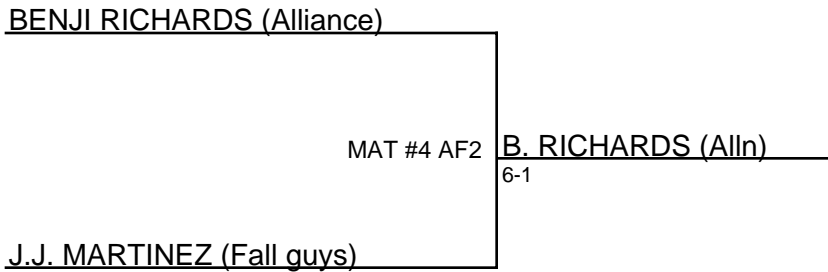 BENJI RICHARDS (Alliance)
MAT #4 AF2
B. RICHARDS (Alln)
6-1
J.J. MARTINEZ (Fall guys)